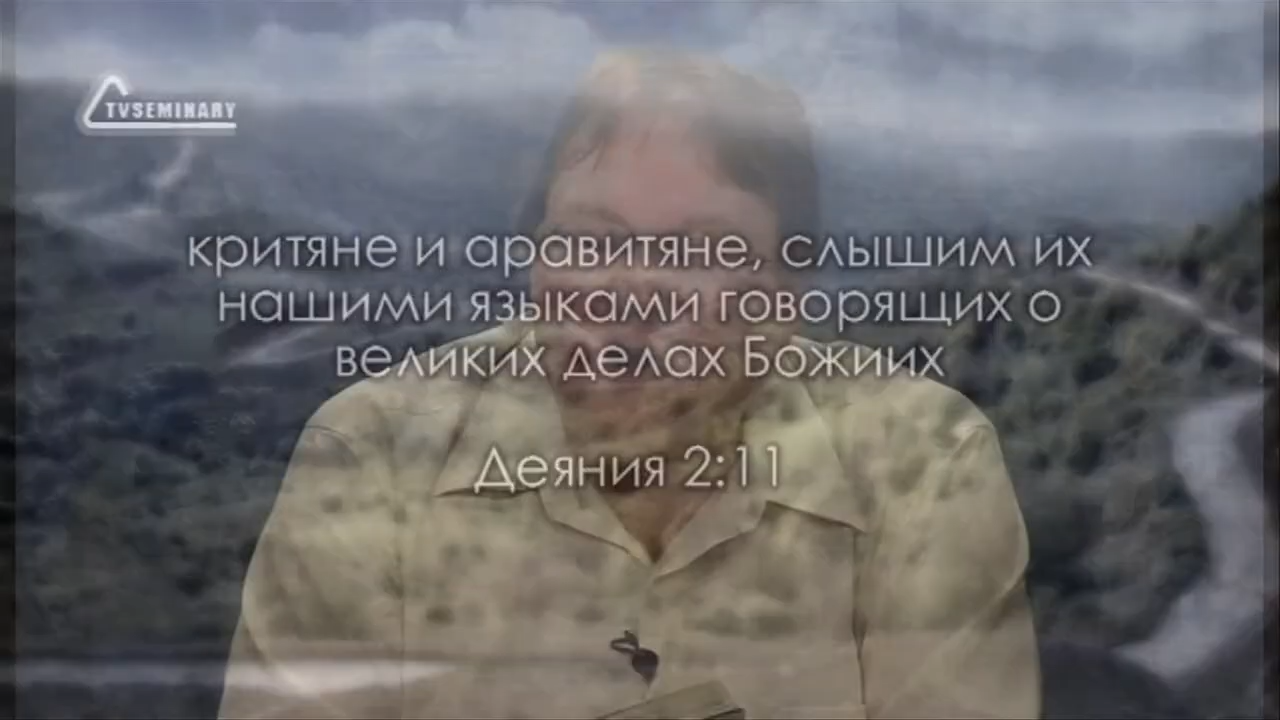 TVSEMINARY
критяне и аравитяне, слышим их
нашими языками говорящих о
великих делах Божиих
Деяния 2:11